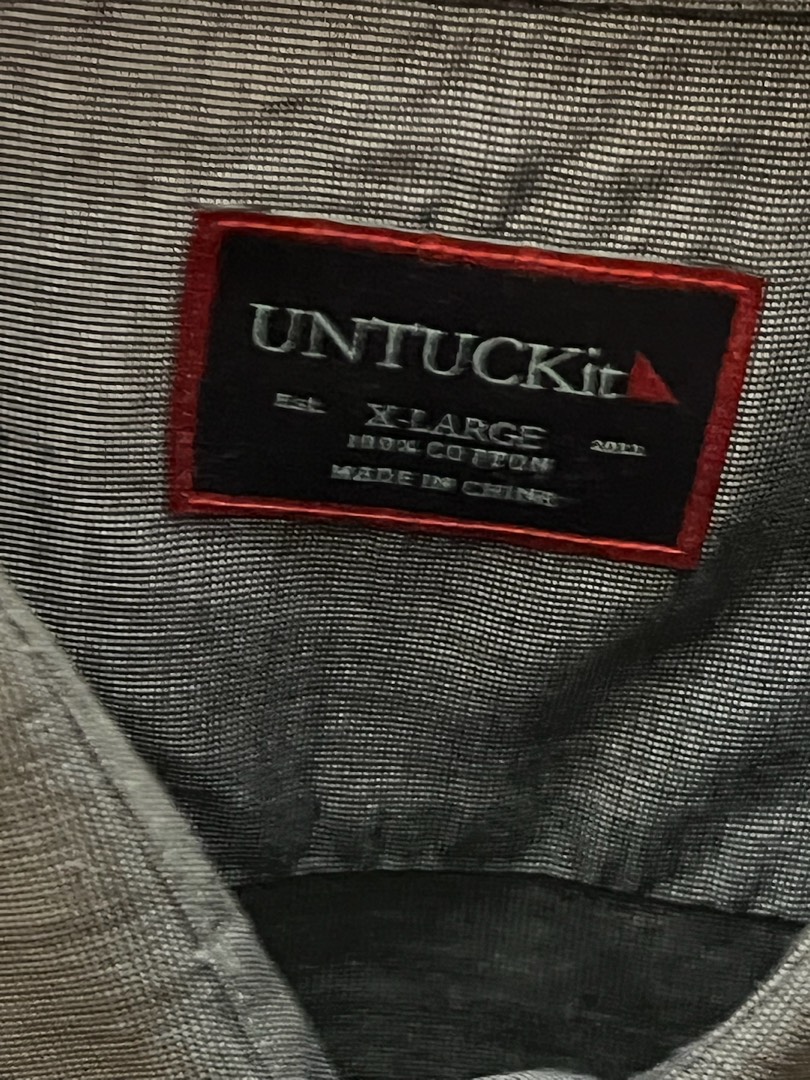 UNTUCKit
Est. X-LARGE 2011
100% COTTON
MADE IN CHINA